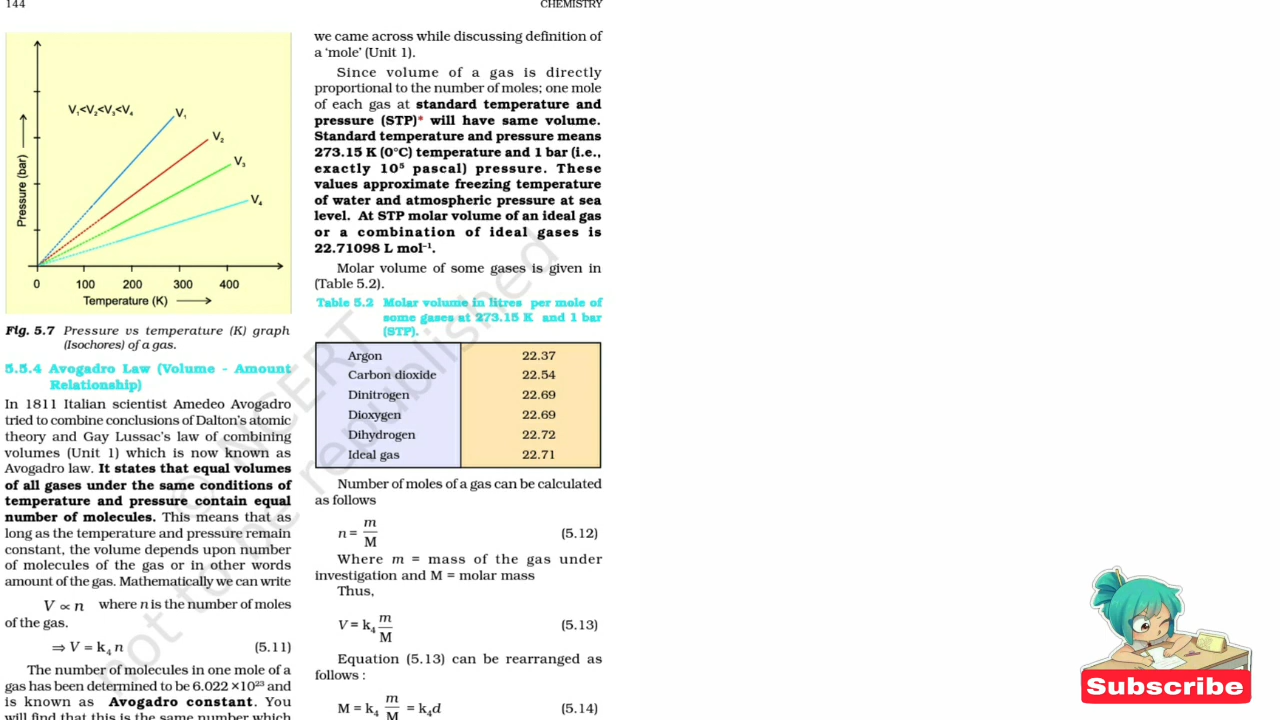 144
CHEMISTRY
V₁<V₂<V₃<V₄
V₁
V₂
V₃
V₄
Pressure (bar)
0 100 200 300 400
Temperature (K)
Fig. 5.7 Pressure vs temperature (K) graph
(Isochores) of a gas.
5.5.4 Avogadro Law (Volume - Amount
Relationship)
In 1811 Italian scientist Amedeo Avogadro
tried to combine conclusions of Dalton's atomic
theory and Gay Lussac's law of combining
volumes (Unit 1) which is now known as
Avogadro law. It states that equal volumes
of all gases under the same conditions of
temperature and pressure contain equal
number of molecules. This means that as
long as the temperature and pressure remain
constant, the volume depends upon number
of molecules of the gas or in other words
amount of the gas. Mathematically we can write
V ∝ n where n is the number of moles
of the gas.
⇒ V = k₄ n (5.11)
The number of molecules in one mole of a
gas has been determined to be 6.022 ×10²³ and
is known as Avogadro constant. You
will find that this is the same number which
we came across while discussing definition of
a 'mole' (Unit 1).
Since volume of a gas is directly
proportional to the number of moles; one mole
of each gas at standard temperature and
pressure (STP)* will have same volume.
Standard temperature and pressure means
273.15 K (0°C) temperature and 1 bar (i.e.,
exactly 10⁵ pascal) pressure. These
values approximate freezing temperature
of water and atmospheric pressure at sea
level. At STP molar volume of an ideal gas
or a combination of ideal gases is
22.71098 L mol⁻¹.
Molar volume of some gases is given in
(Table 5.2).
Table 5.2 Molar volume in litres per mole of
some gases at 273.15 K and 1 bar
(STP).
Argon 22.37
Carbon dioxide 22.54
Dinitrogen 22.69
Dioxygen 22.69
Dihydrogen 22.72
Ideal gas 22.71
Number of moles of a gas can be calculated
as follows
n = m/M (5.12)
Where m = mass of the gas under
investigation and M = molar mass
Thus,
V = k₄ m/M (5.13)
Equation (5.13) can be rearranged as
follows :
M = k₄ m/M = k₄d (5.14)
© NCERT
not to be republished
Subscribe